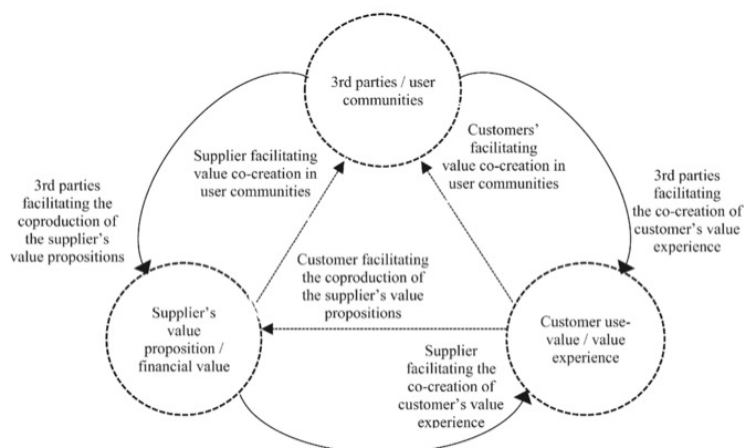 3rd parties / user
communities
Supplier facilitating
value co-creation in
user communities
Customers'
facilitating
value co-creation in
user communities
3rd parties
facilitating the
coproduction of
the supplier's
value propositions
3rd parties
facilitating
the co-creation of
customer's value
experience
Customer facilitating
the coproduction of
the supplier's value
propositions
Supplier's
value
proposition /
financial value
Customer use-
value / value
experience
Supplier
facilitating the
co-creation of
customer's value
experience